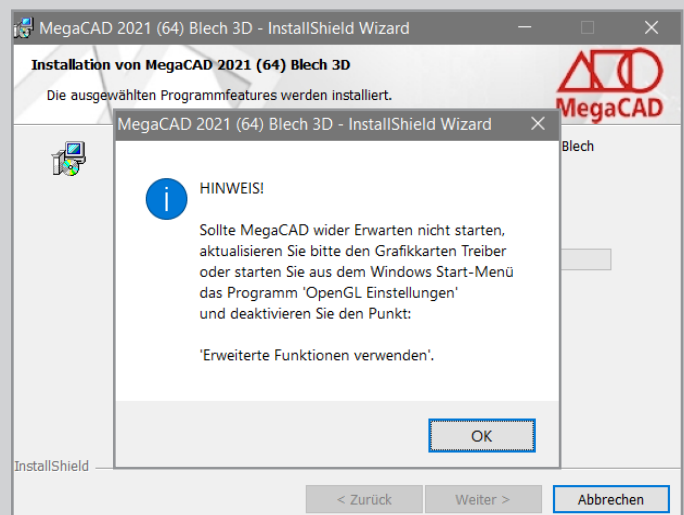 MegaCAD 2021 (64) Blech 3D - InstallShield Wizard
Installation von MegaCAD 2021 (64) Blech 3D
Die ausgewählten Programmfeatures werden installiert.
MegaCAD
MegaCAD 2021 (64) Blech 3D - InstallShield Wizard
Blech
HINWEIS!
Sollte MegaCAD wider Erwarten nicht starten,
aktualisieren Sie bitte den Grafikkarten Treiber
oder starten Sie aus dem Windows Start-Menü
das Programm 'OpenGL Einstellungen'
und deaktivieren Sie den Punkt:
'Erweiterte Funktionen verwenden'.
OK
InstallShield
< Zurück
Weiter >
Abbrechen